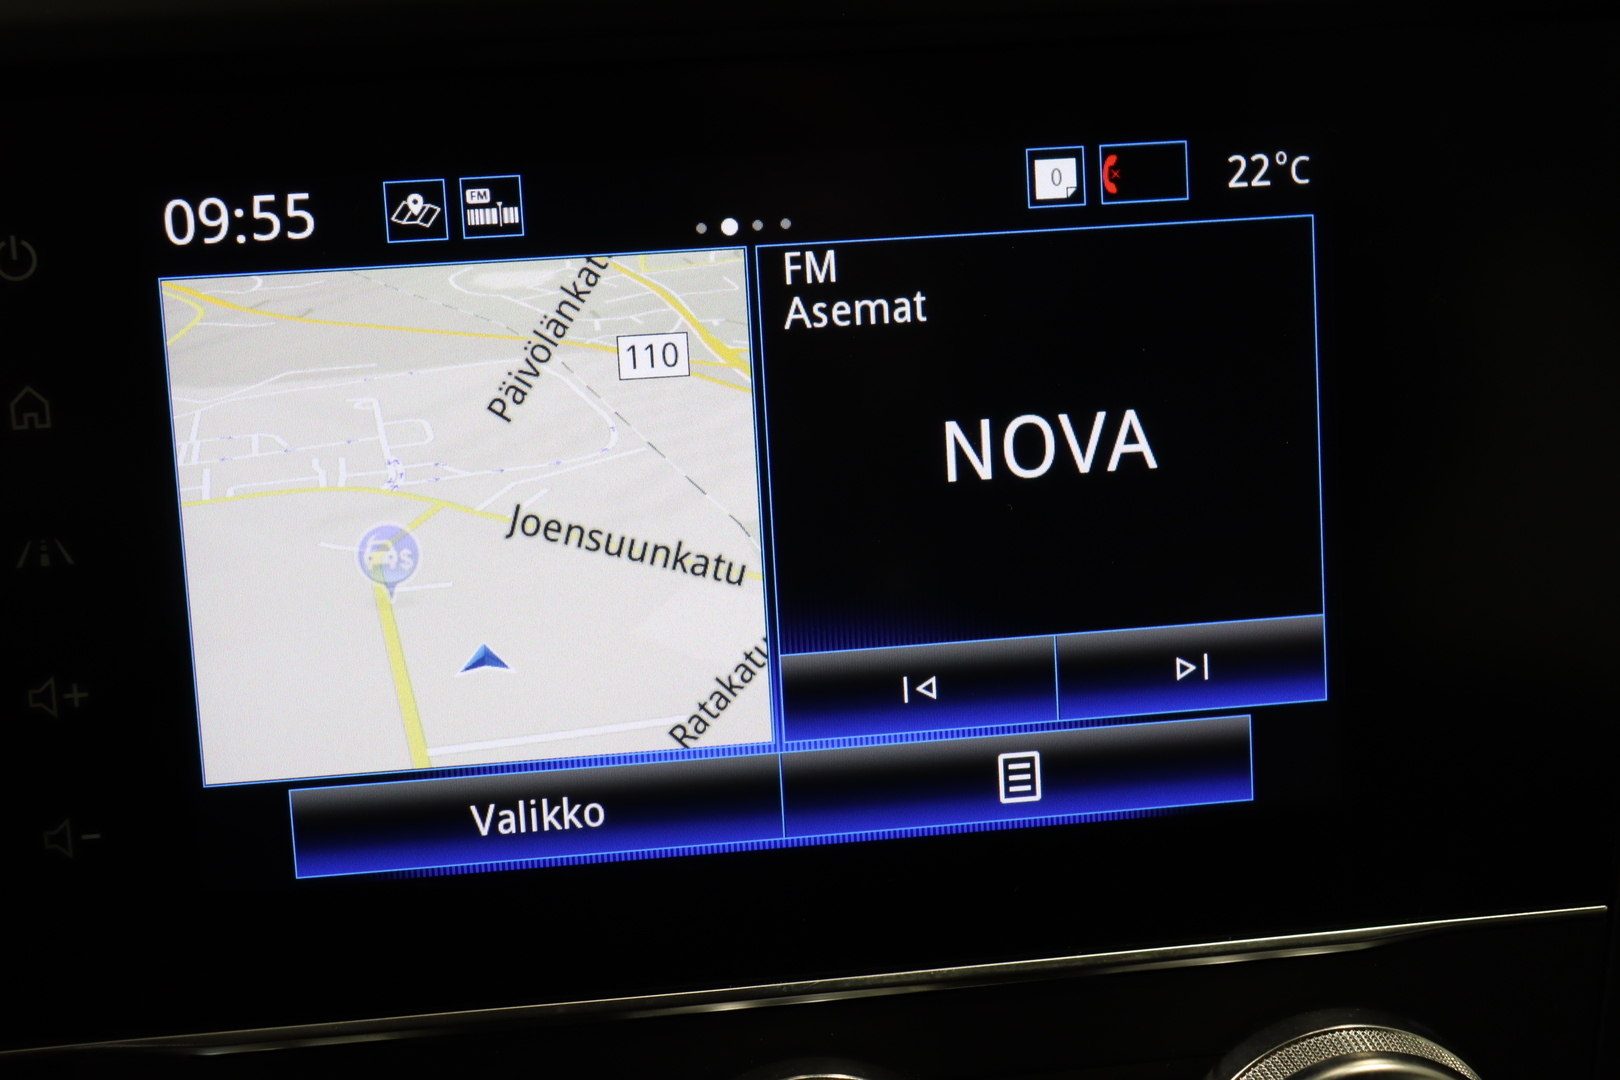 09:55
FM
0
22°C
FM
Asemat
NOVA
Päivölänkat
110
Joensuunkatu
Ratakatu
$
Valikko